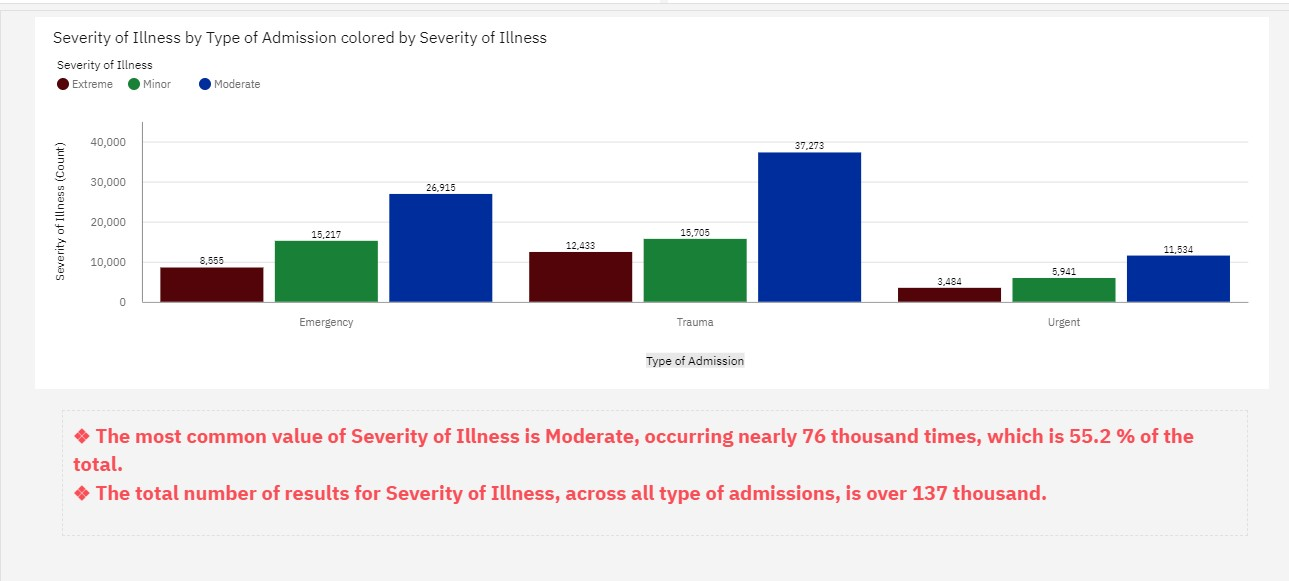 Severity of Illness by Type of Admission colored by Severity of Illness
Severity of Illness
Extreme Minor Moderate
Severity of Illness (Count)
40,000
30,000
20,000
10,000
0
8,555
15,217
26,915
12,433
15,705
37,273
3,484
5,941
11,534
Emergency Trauma Urgent
Type of Admission
❖ The most common value of Severity of Illness is Moderate, occurring nearly 76 thousand times, which is 55.2 % of the
total.
❖ The total number of results for Severity of Illness, across all type of admissions, is over 137 thousand.